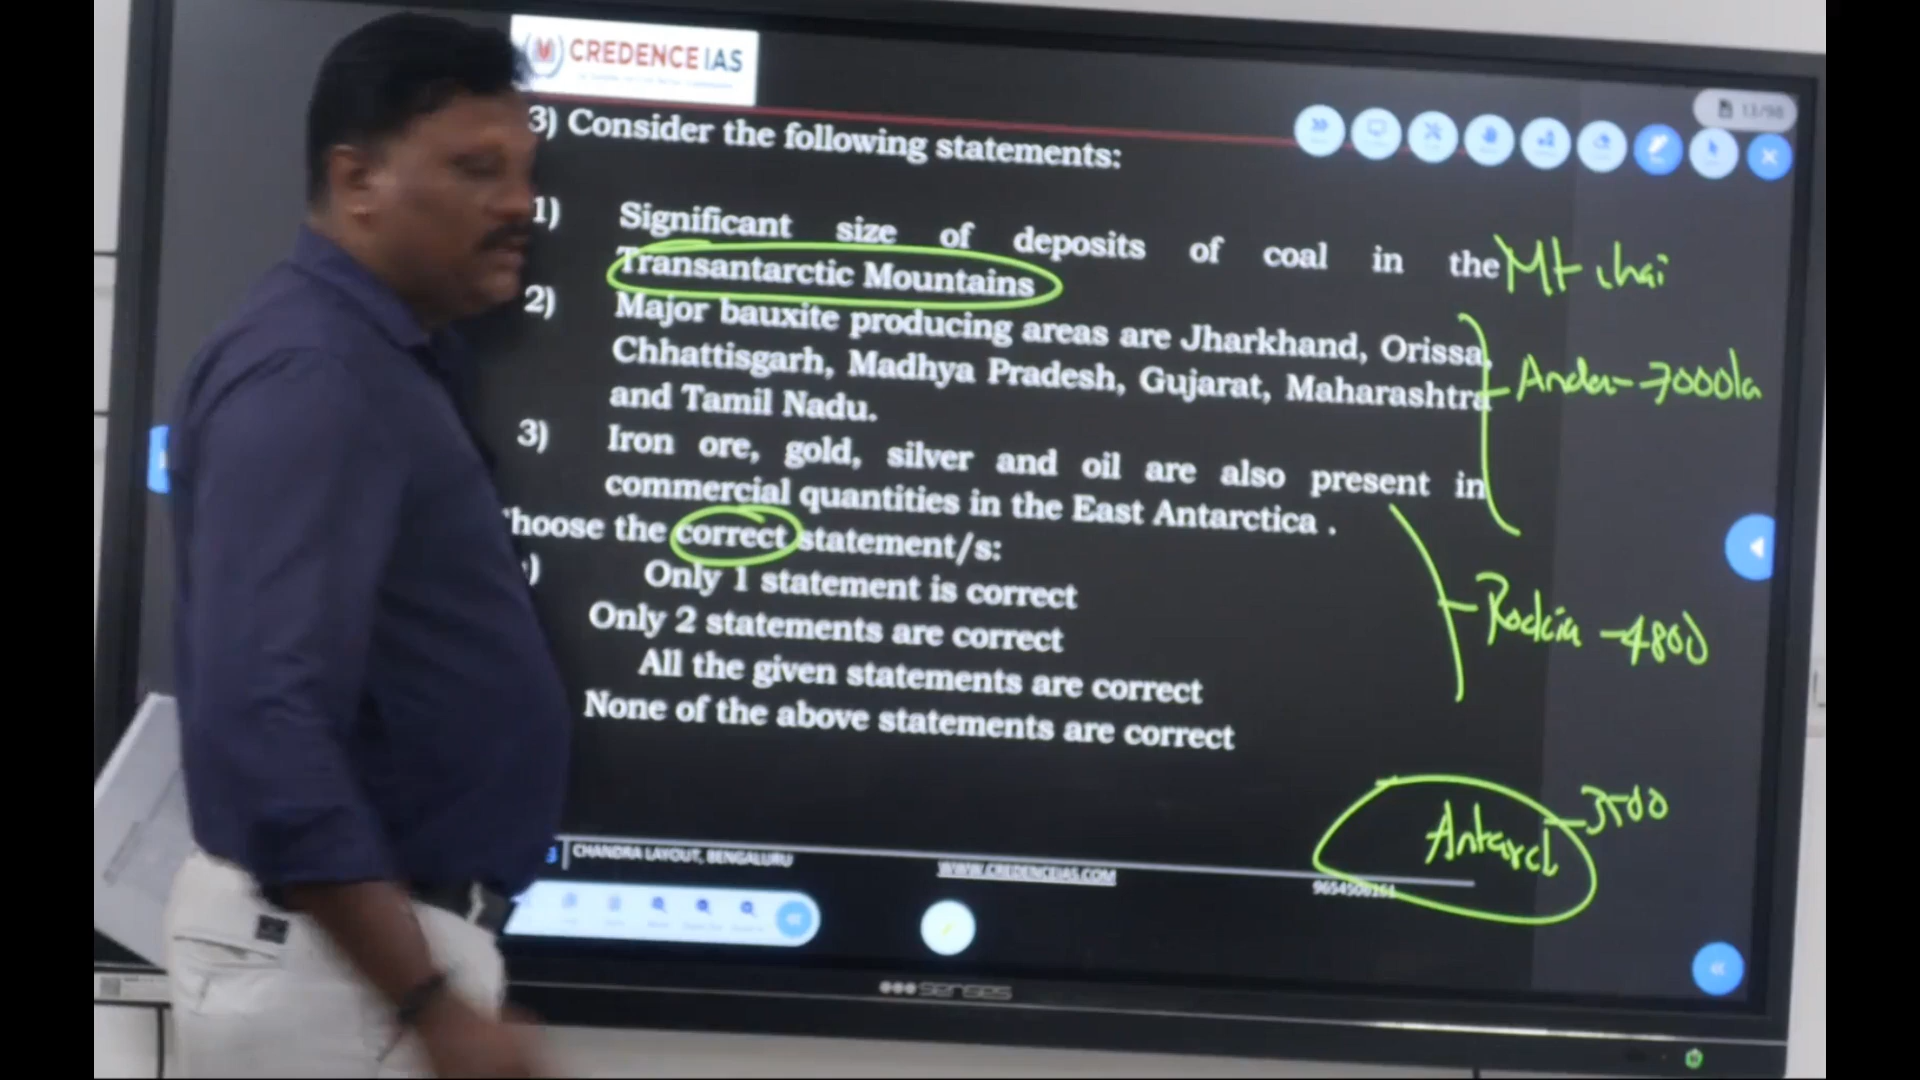 CREDENCE IAS
13/98
3) Consider the following statements:
1) Significant size of deposits of coal in the
Transantarctic Mountains
Mt
2) Major bauxite producing areas are Jharkhand, Orissa,
Chhattisgarh, Madhya Pradesh, Gujarat, Maharashtra
and Tamil Nadu.
3) Iron ore, gold, silver and oil are also present in
commercial quantities in the East Antarctica .
hoose the correct statement/s:
) Only 1 statement is correct
Only 2 statements are correct
All the given statements are correct
None of the above statements are correct
4800
3500
3 CHANDRA LAYOUT, BENGALURU
WWW.CREDENCEIAS.COM
senses